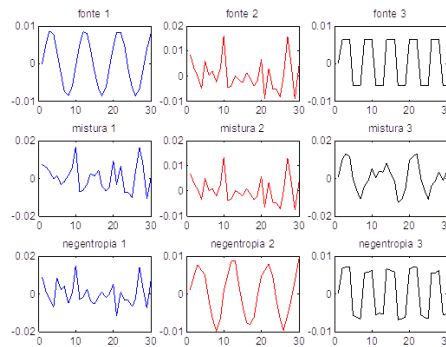 fonte 1 fonte 2 fonte 3
0.01 0.02 0.01
0 0 0
-0.01 -0.01 -0.01
0 10 20 30 0 10 20 30 0 10 20 30
mistura 1 mistura 2 mistura 3
0.02 0.02 0.02
0 0 0
-0.02 -0.01 -0.02
0 10 20 30 0 10 20 30 0 10 20 30
negentropia 1 negentropia 2 negentropia 3
0.02 0.01 0.01
0 0 0
-0.02 -0.01 -0.01
0 10 20 30 0 10 20 30 0 10 20 30